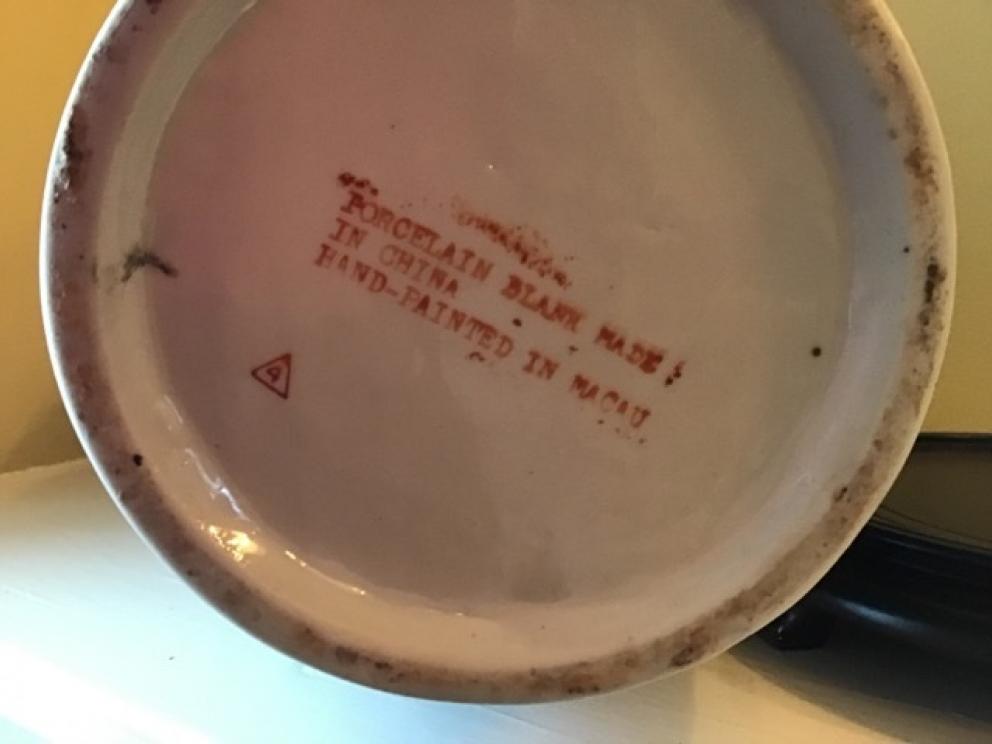 PORCELAIN BLANK MADE
IN CHINA
HAND-PAINTED IN MACAU